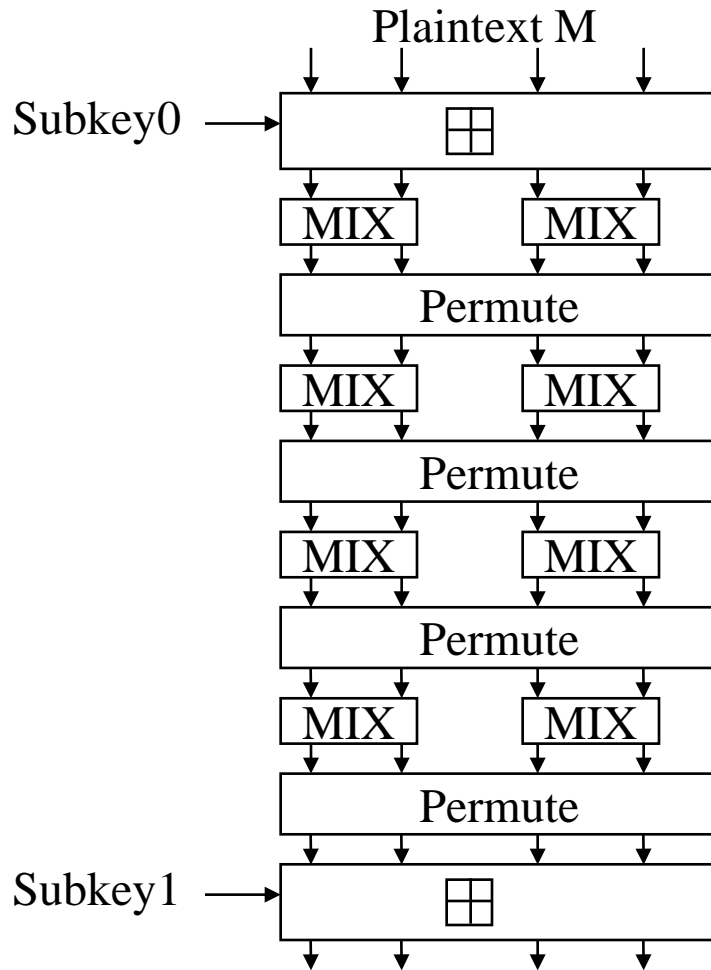 Plaintext M
Subkey0
MIX MIX
Permute
MIX MIX
Permute
MIX MIX
Permute
MIX MIX
Permute
Subkey1